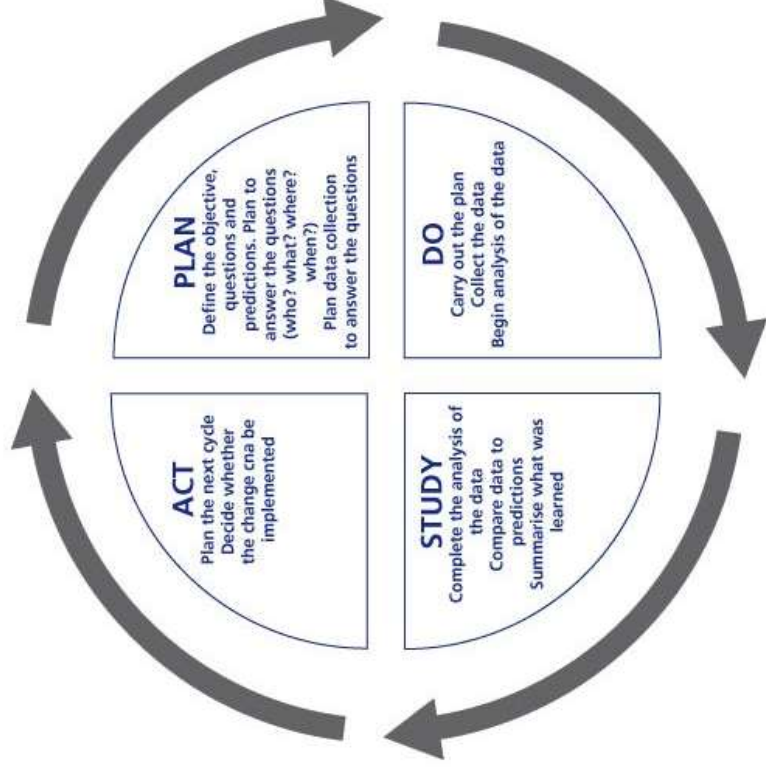 PLAN
Define the objective,
questions and
predictions. Plan to
answer the questions
(who? what? where?
when?)
Plan data collection
to answer the questions
DO
Carry out the plan
Collect the data
Begin analysis of the data
STUDY
Complete the analysis of
the data
Compare data to
predictions
Summarise what was
learned
ACT
Plan the next cycle
Decide whether
the change cna be
implemented